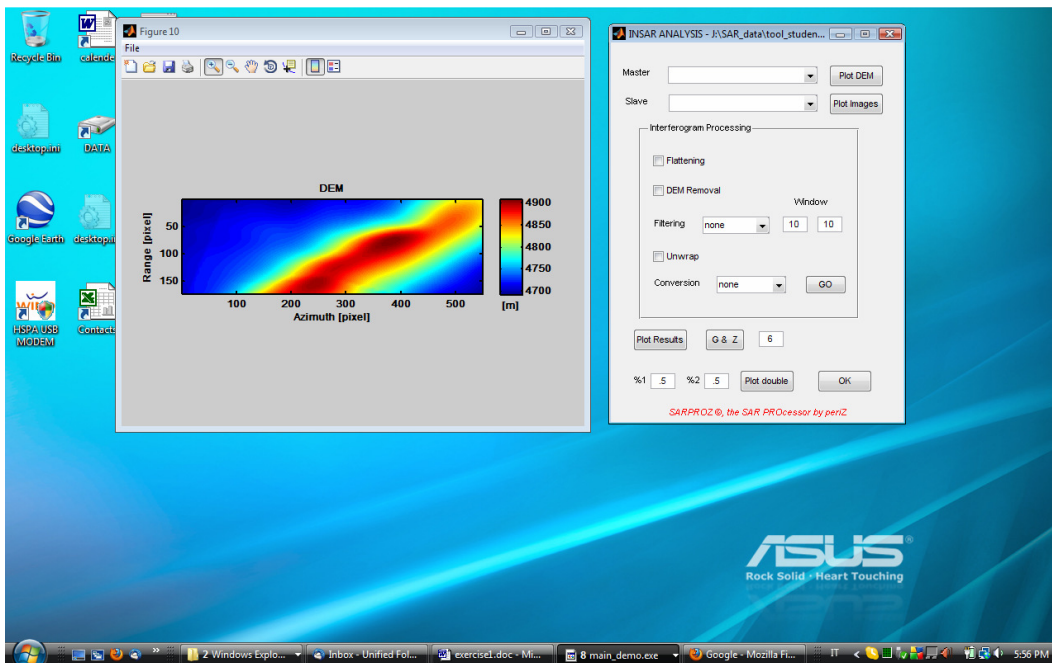 Recycle Bin
calende
desktop.ini
DATA
Google Earth
desktop.i
HSPA USB
MODEM
Contacts
Figure 10
File
DEM
Range [pixel]
50
100
150
100 200 300 400 500
Azimuth [pixel]
4900
4850
4800
4750
4700
[m]
INSAR ANALYSIS - J:\SAR_data\tool_studen...
Master
Plot DEM
Slave
Plot Images
Interferogram Processing
Flattening
DEM Removal
Window
Filtering none 10 10
Unwrap
Conversion none GO
Plot Results G & Z 6
%1 .5 %2 .5 Plot double OK
SARPROZ ©, the SAR PROcessor by periZ
ASUS®
Rock Solid · Heart Touching
2 Windows Explo...
Inbox - Unified Fol...
exercise1.doc - Mi...
8 main_demo.exe
Google - Mozilla Fi...
IT
5:56 PM